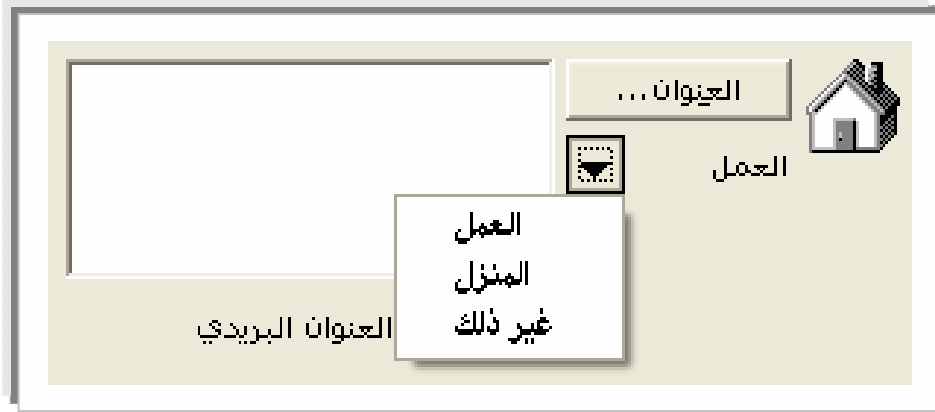 العنوان...
العمل
العمل
المنزل
غير ذلك
العنوان البريدي